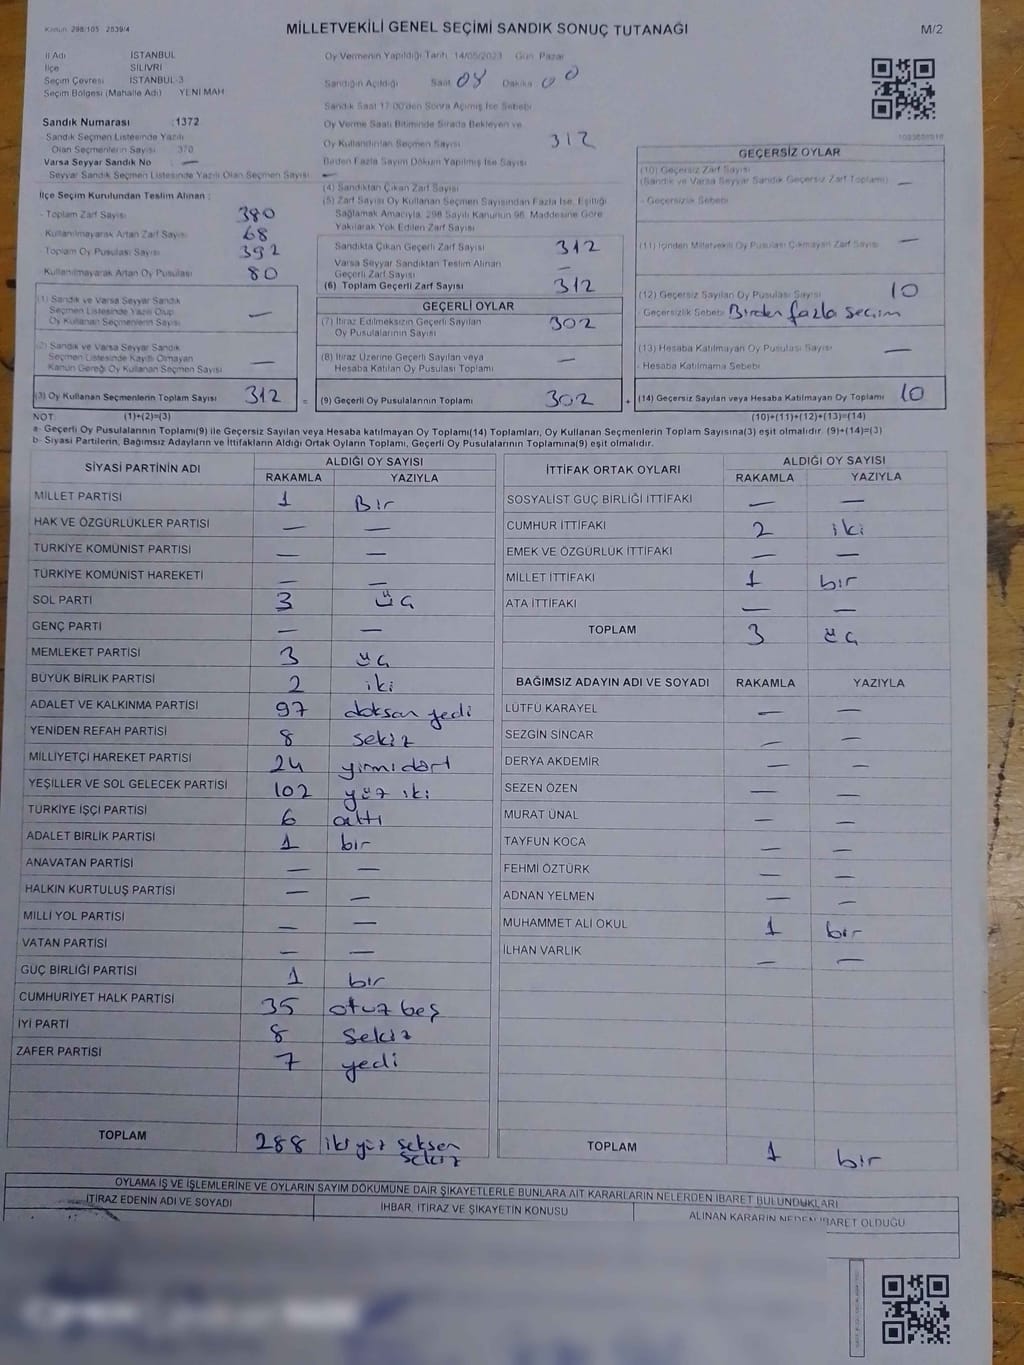 Kanun 298/105 2839/4
MİLLETVEKİLİ GENEL SEÇİMİ SANDIK SONUÇ TUTANAĞI
M/2
İl Adı İSTANBUL
İlçe SİLİVRİ
Seçim Çevresi İSTANBUL-3
Seçim Bölgesi (Mahalle Adı) YENİ MAH
Sandık Numarası :1372
Sandık Seçmen Listesinde Yazılı
Olan Seçmenlerin Sayısı 370
Varsa Seyyar Sandık No —
Seyyar Sandık Seçmen Listesinde Yazılı Olan Seçmen Sayısı: —
İlçe Seçim Kurulundan Teslim Alınan :
- Toplam Zarf Sayısı 380
- Kullanılmayarak Artan Zarf Sayısı 68
Toplam Oy Pusulası Sayısı 392
Kullanılmayarak Artan Oy Pusulası 80
(1) Sandık ve Varsa Seyyar Sandık
Seçmen Listesinde Yazılı Olup
Oy Kullanan Seçmenlerin Sayısı —
(2) Sandık ve Varsa Seyyar Sandık
Seçmen Listesinde Kayıtlı Olmayan
Kanun Gereği Oy Kullanan Seçmen Sayısı —
(3) Oy Kullanan Seçmenlerin Toplam Sayısı 312 =
Oy Vermenin Yapıldığı Tarih 14/05/2023 Gün Pazar
Sandığın Açıldığı Saat 08 Dakika 00
Sandık Saat 17:00'den Sonra Açılmış İse Sebebi
Oy Verme Saati Bitiminde Sırada Bekleyen ve
Oy Kullandırılan Seçmen Sayısı 312
Birden Fazla Sayım Döküm Yapılmış İse Sayısı
(4) Sandıktan Çıkan Zarf Sayısı
(5) Zarf Sayısı Oy Kullanan Seçmen Sayısından Fazla İse, Eşitliği
Sağlamak Amacıyla, 298 Sayılı Kanunun 98. Maddesine Göre
Yakılarak Yok Edilen Zarf Sayısı
Sandıkta Çıkan Geçerli Zarf Sayısı 312
Varsa Seyyar Sandıktan Teslim Alınan
Geçerli Zarf Sayısı —
(6) Toplam Geçerli Zarf Sayısı 312
GEÇERLİ OYLAR
(7) İtiraz Edilmeksizin Geçerli Sayılan
Oy Pusulasının Sayısı 302
(8) İtiraz Üzerine Geçerli Sayılan veya
Hesaba Katılan Oy Pusulası Toplamı —
(9) Geçerli Oy Pusulalarının Toplamı 302 +
GEÇERSİZ OYLAR
(10) Geçersiz Zarf Sayısı
(Sandık ve Varsa Seyyar Sandık Geçersiz Zarf Toplamı) —
- Geçersizlik Sebebi
(11) İçinden Milletvekili Oy Pusulası Çıkmayan Zarf Sayısı —
(12) Geçersiz Sayılan Oy Pusulası Sayısı 10
Geçersizlik Sebebi Birden fazla seçim
(13) Hesaba Katılmayan Oy Pusulası Sayısı —
- Hesaba Katılmama Sebebi
(14) Geçersiz Sayılan veya Hesaba Katılmayan Oy Toplamı 10
NOT: (1)+(2)=(3) (10)+(11)+(12)+(13)=(14)
a- Geçerli Oy Pusulalarının Toplamı(9) ile Geçersiz Sayılan veya Hesaba katılmayan Oy Toplamı(14) Toplamları, Oy Kullanan Seçmenlerin Toplam Sayısına(3) eşit olmalıdır. (9)+(14)=(3)
b- Siyasi Partilerin, Bağımsız Adayların ve İttifakların Aldığı Ortak Oyların Toplamı, Geçerli Oy Pusulalarının Toplamına(9) eşit olmalıdır.
SİYASİ PARTİNİN ADI ALDIĞI OY SAYISI
RAKAMLA YAZIYLA
MİLLET PARTİSİ 1 Bir
HAK VE ÖZGÜRLÜKLER PARTİSİ — —
TÜRKİYE KOMÜNİST PARTİSİ — —
TÜRKİYE KOMÜNİST HAREKETİ — —
SOL PARTİ 3 üç
GENÇ PARTİ — —
MEMLEKET PARTİSİ 3 üç
BÜYÜK BİRLİK PARTİSİ 2 iki
ADALET VE KALKINMA PARTİSİ 97 doksan yedi
YENİDEN REFAH PARTİSİ 8 sekiz
MİLLİYETÇİ HAREKET PARTİSİ 24 yirmi dört
YEŞİLLER VE SOL GELECEK PARTİSİ 102 yüz iki
TÜRKİYE İŞÇİ PARTİSİ 6 altı
ADALET BİRLİK PARTİSİ 1 bir
ANAVATAN PARTİSİ — —
HALKIN KURTULUŞ PARTİSİ — —
MİLLİ YOL PARTİSİ — —
VATAN PARTİSİ — —
GÜÇ BİRLİĞİ PARTİSİ 1 bir
CUMHURİYET HALK PARTİSİ 35 otuz beş
İYİ PARTİ 8 Sekiz
ZAFER PARTİSİ 7 yedi
TOPLAM 288 iki yüz seksen
sekiz
İTTİFAK ORTAK OYLARI ALDIĞI OY SAYISI
RAKAMLA YAZIYLA
SOSYALİST GÜÇ BİRLİĞİ İTTİFAKI — —
CUMHUR İTTİFAKI 2 iki
EMEK VE ÖZGÜRLÜK İTTİFAKI — —
MİLLET İTTİFAKI 1 bir
ATA İTTİFAKI — —
TOPLAM 3 üç
BAĞIMSIZ ADAYIN ADI VE SOYADI RAKAMLA YAZIYLA
LÜTFÜ KARAYEL — —
SEZGİN SİNCAR — —
DERYA AKDEMİR — —
SEZEN ÖZEN — —
MURAT ÜNAL — —
TAYFUN KOCA — —
FEHMİ ÖZTÜRK — —
ADNAN YELMEN — —
MUHAMMET ALİ OKUL 1 bir
İLHAN VARLIK — —
TOPLAM 1 bir
OYLAMA İŞ VE İŞLEMLERİNE VE OYLARIN SAYIM DÖKÜMÜNE DAİR ŞİKAYETLERLE BUNLARA AİT KARARLARIN NELERDEN İBARET BULUNDUKLARI
İTİRAZ EDENİN ADI VE SOYADI İHBAR, İTİRAZ VE ŞİKAYETİN KONUSU ALINAN KARARIN NEDEN İBARET OLDUĞU